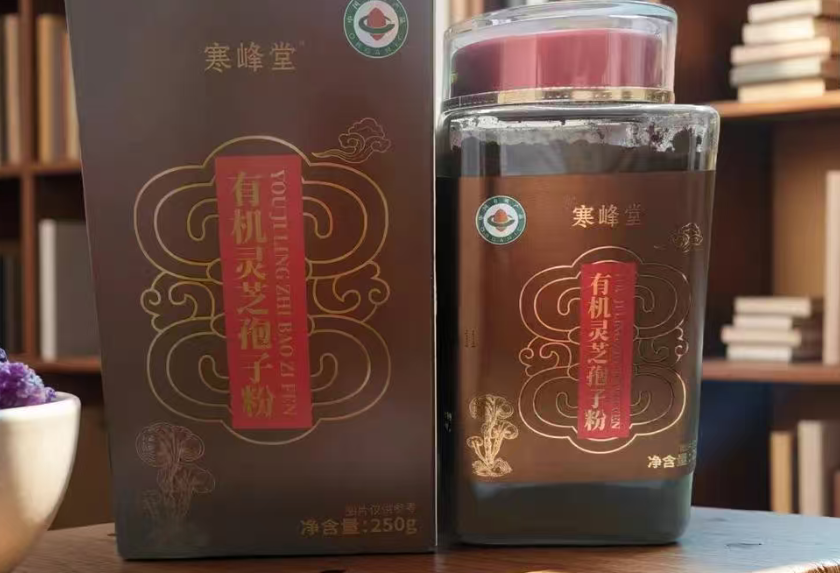 寒峰堂
有机灵芝孢子粉
YOUJI LING ZHI BAO ZI FEN
图片仅供参考
净含量:250g
寒峰堂
有机灵芝孢子粉
净含量: